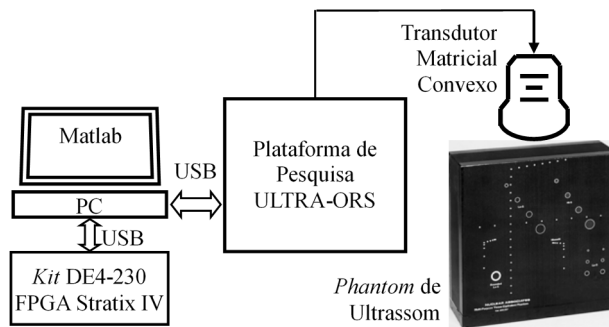 Transdutor
Matricial
Convexo
Matlab
USB
Plataforma de
Pesquisa
ULTRA-ORS
PC
USB
Kit DE4-230
FPGA Stratix IV
Phantom de
Ultrassom